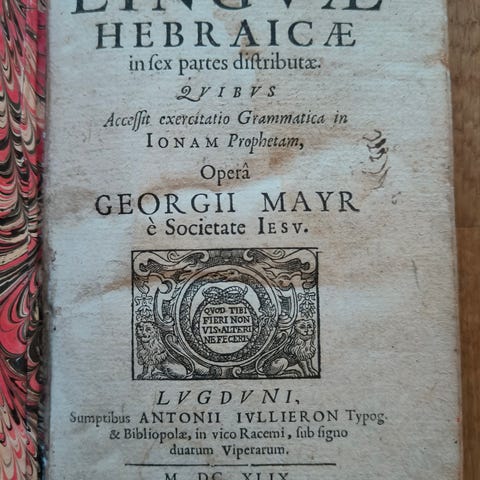 LINGVÆ
HEBRAICÆ
in ſex partes diſtributæ.
QVIBVS
Acceſſit exercitatio Grammatica in
IONAM Prophetam,
Operâ
GEORGII MAYR
è Societate IESV.
QVOD TIBI
FIERI NON
VIS ALTERI
NE FECERIS
LVGDVNI,
Sumptibus ANTONII IVLLIERON Typog.
& Bibliopolæ, in vico Racemi, ſub ſigno
duatum Viperarum.
M. DC. XLIX.